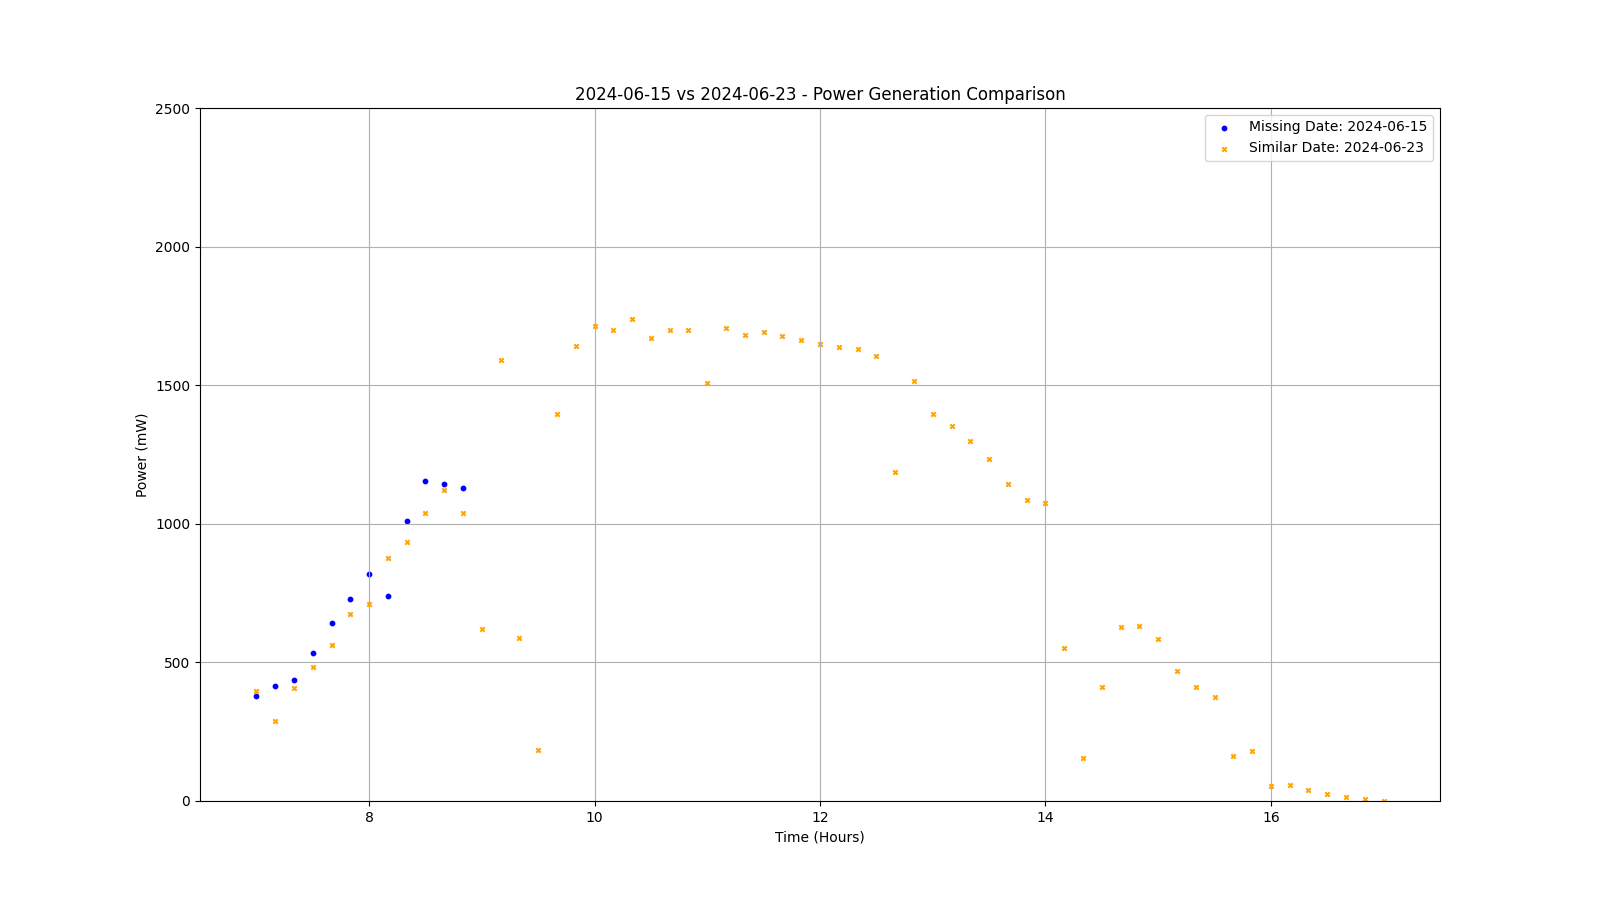 2024-06-15 vs 2024-06-23 - Power Generation Comparison
Missing Date: 2024-06-15
Similar Date: 2024-06-23
Power (mW)
2500
2000
1500
1000
500
0
8 10 12 14 16
Time (Hours)